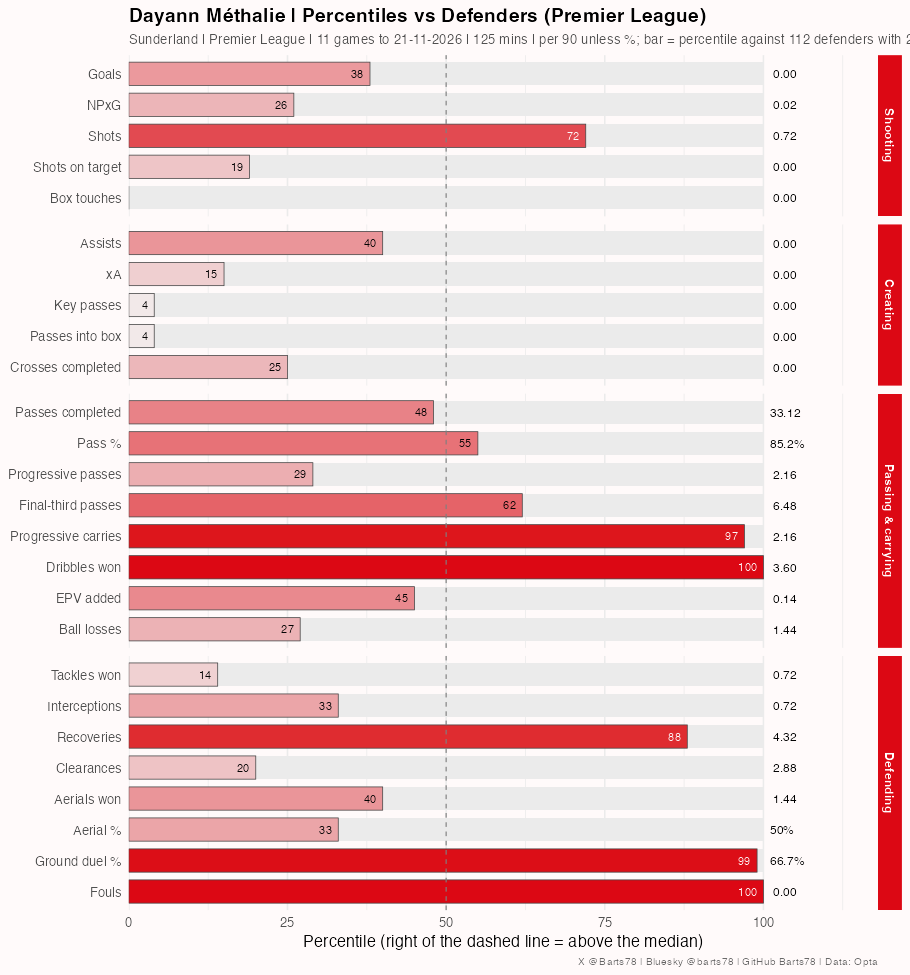 Dayann Méthalie | Percentiles vs Defenders (Premier League)
Sunderland | Premier League | 11 games to 21-11-2026 | 125 mins | per 90 unless %; bar = percentile against 112 defenders with 2
Goals 38 0.00
NPxG 26 0.02
Shots 72 0.72
Shots on target 19 0.00
Box touches 0.00
Shooting
Assists 40 0.00
xA 15 0.00
Key passes 4 0.00
Passes into box 4 0.00
Crosses completed 25 0.00
Creating
Passes completed 48 33.12
Pass % 55 85.2%
Progressive passes 29 2.16
Final-third passes 62 6.48
Progressive carries 97 2.16
Dribbles won 100 3.60
EPV added 45 0.14
Ball losses 27 1.44
Passing & carrying
Tackles won 14 0.72
Interceptions 33 0.72
Recoveries 88 4.32
Clearances 20 2.88
Aerials won 40 1.44
Aerial % 33 50%
Ground duel % 99 66.7%
Fouls 100 0.00
Defending
0 25 50 75 100
Percentile (right of the dashed line = above the median)
X @Barts78 | Bluesky @barts78 | GitHub Barts78 | Data: Opta